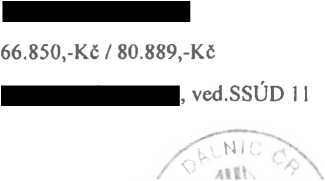 66.850,-Kč / 80.889,-Kč
, ved.SSÚD 11
DÁLNIC ČR